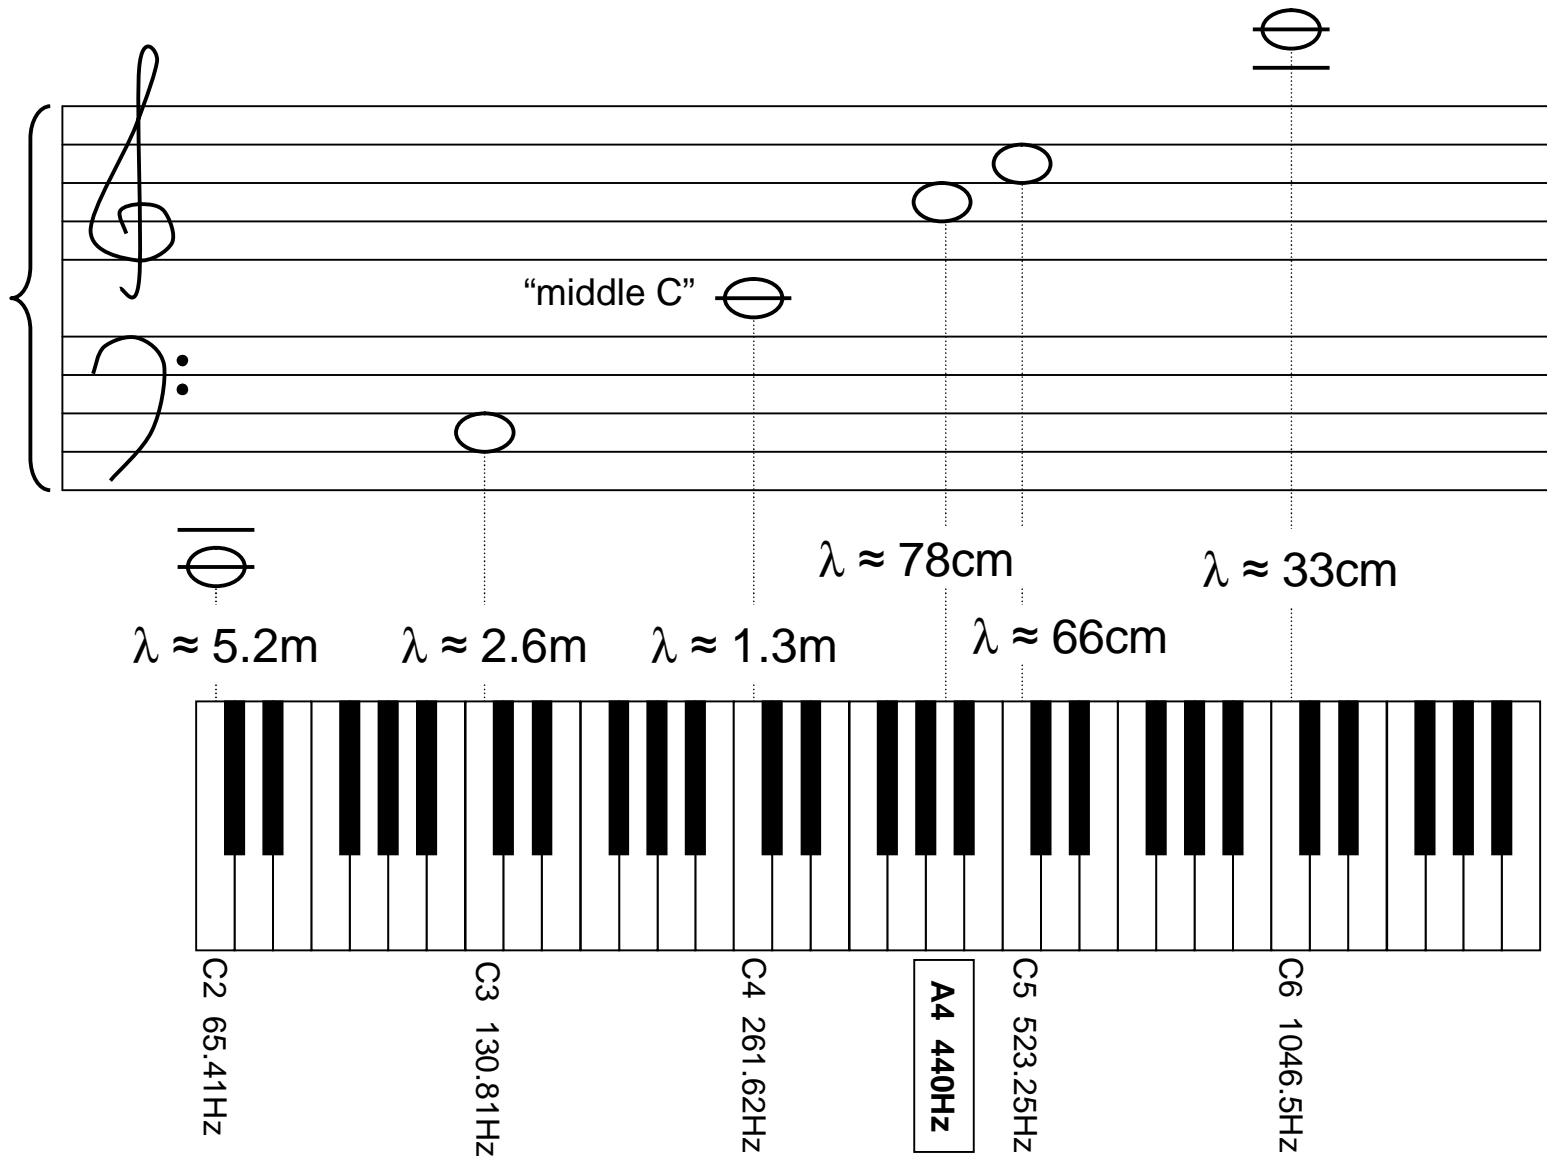 “middle C”
λ ≈ 78cm
λ ≈ 33cm
λ ≈ 5.2m
λ ≈ 2.6m
λ ≈ 1.3m
λ ≈ 66cm
C2 65.41Hz
C3 130.81Hz
C4 261.62Hz
A4 440Hz
C5 523.25Hz
C6 1046.5Hz